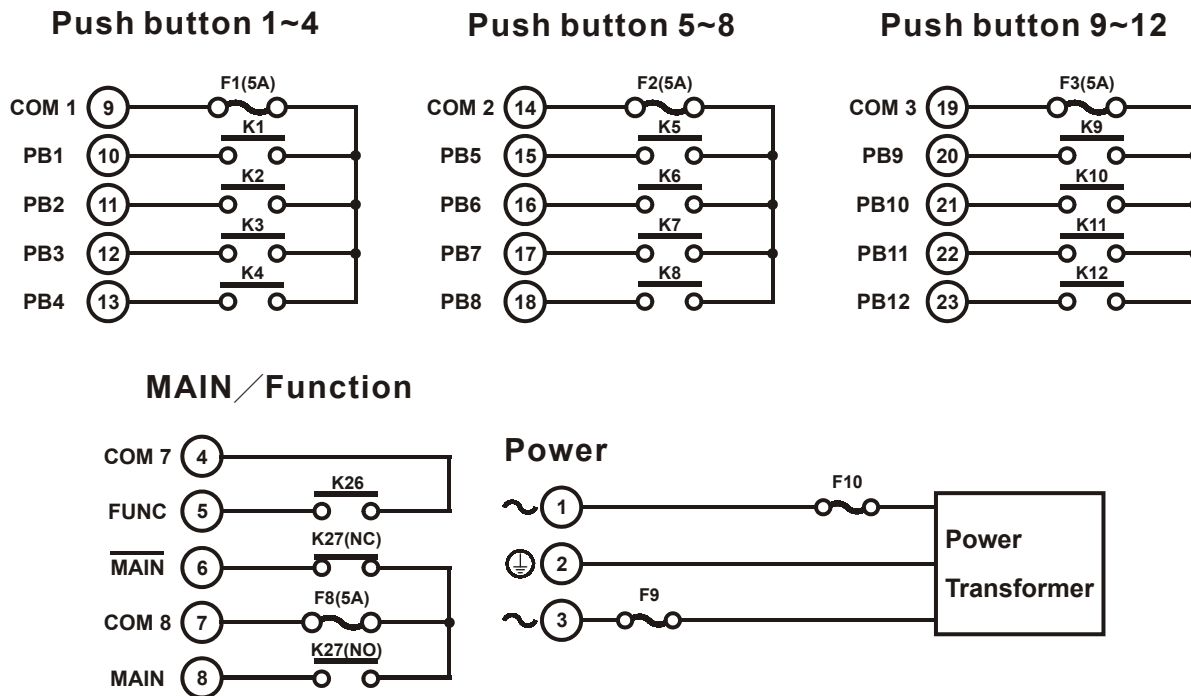 Push button 1~4
F1(5A)
COM 1 9
K1
PB1 10
K2
PB2 11
K3
PB3 12
K4
PB4 13
Push button 5~8
F2(5A)
COM 2 14
K5
PB5 15
K6
PB6 16
K7
PB7 17
K8
PB8 18
Push button 9~12
F3(5A)
COM 3 19
K9
PB9 20
K10
PB10 21
K11
PB11 22
K12
PB12 23
MAIN／Function
COM 7 4
K26
FUNC 5
K27(NC)
MAIN 6
F8(5A)
COM 8 7
K27(NO)
MAIN 8
Power
F10
~ 1
2
F9
~ 3
Power
Transformer